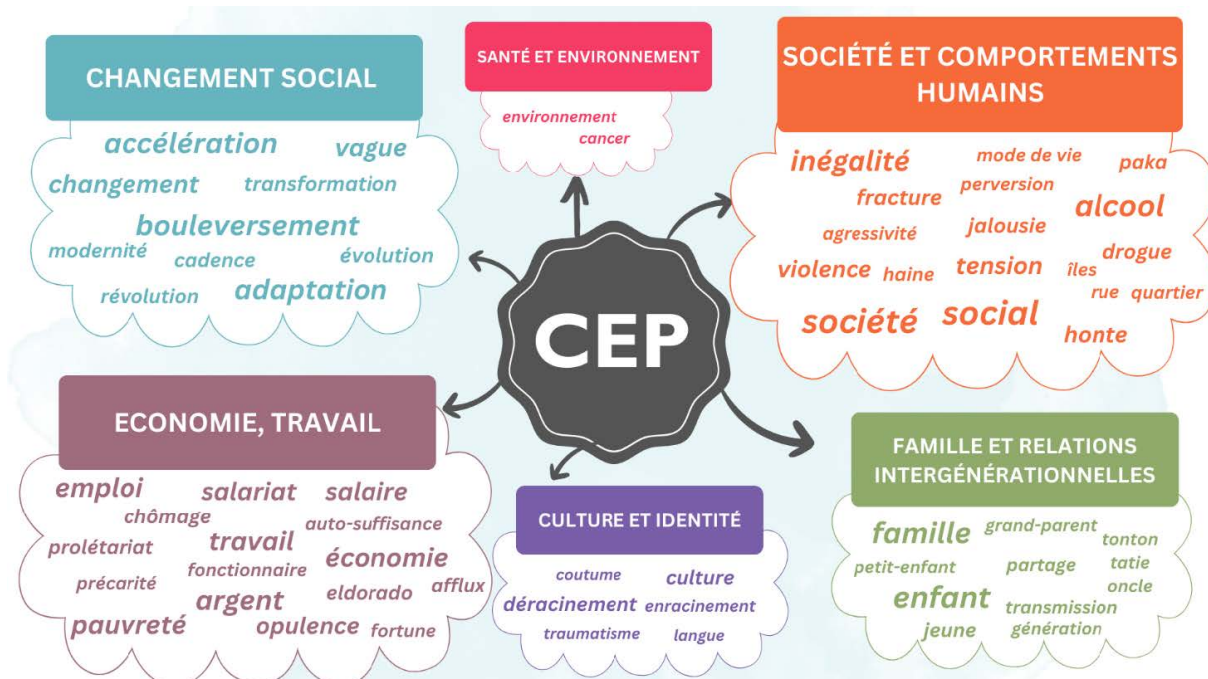 CHANGEMENT SOCIAL
accélération vague
changement transformation
bouleversement
modernité cadence évolution
révolution adaptation
SANTÉ ET ENVIRONNEMENT
environnement
cancer
SOCIÉTÉ ET COMPORTEMENTS
HUMAINS
inégalité mode de vie paka
fracture perversion alcool
agressivité jalousie drogue
violence haine tension îles
rue quartier
société social honte
CEP
ECONOMIE, TRAVAIL
emploi salariat salaire
chômage auto-suffisance
prolétariat travail économie
précarité fonctionnaire eldorado afflux
argent
pauvreté opulence fortune
CULTURE ET IDENTITÉ
coutume culture
déracinement enracinement
traumatisme langue
FAMILLE ET RELATIONS
INTERGÉNÉRATIONNELLES
famille grand-parent tonton
petit-enfant partage tatie
oncle
enfant transmission
jeune génération